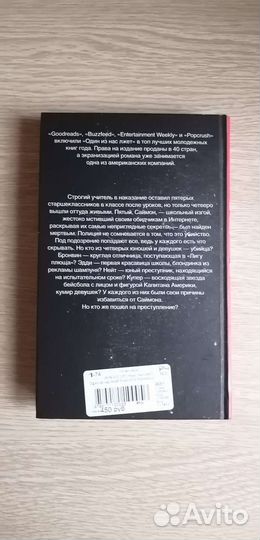 «Goodreads», «Buzzfeed», «Entertainment Weekly» и «Popcrush»
включили «Один из нас лжет» в топ лучших молодежных
книг года. Права на издание проданы в 40 стран,
а экранизацией романа уже занимается
одна из американских компаний.
Строгий учитель в наказание оставил пятерых
старшеклассников в классе после уроков, но только четверо
вышли оттуда живыми. Пятый, Саймон, — школьный изгой,
жестоко мстивший своим обидчикам в Интернете,
раскрывая их самые неприглядные секреты, — был найден
мертвым. Полиция не сомневается в том, что это убийство.
Под подозрением попадают все, ведь у каждого есть что
скрывать. Но кто из четверых юношей и девушек — убийца?
Бронвин — круглая отличница, поступающая в «Лигу
плюща»? Эдди — первая красавица школы, блондинка из
рекламы шампуня? Нейт — юный преступник, находящийся
на испытательном сроке? Купер — восходящая звезда
бейсбола с лицом и фигурой Капитана Америки,
кумир девушек? У каждого из них были свои причины
избавиться от Саймона.
Но кто же пошел на преступление?
450 руб
Avito